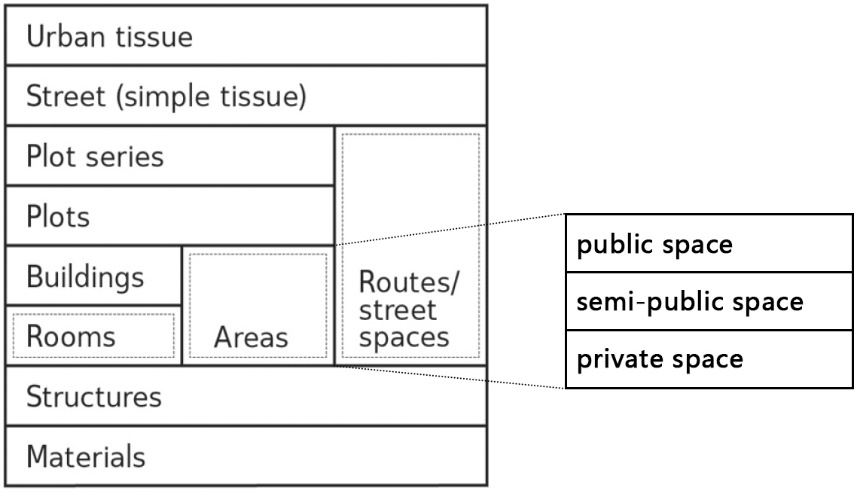 Urban tissue
Street (simple tissue)
Plot series
Plots
Buildings
Rooms
Areas
Routes/
street
spaces
Structures
Materials
public space
semi-public space
private space